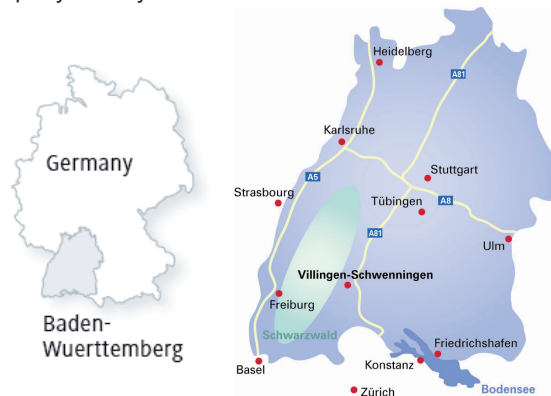 Germany
Baden-
Wuerttemberg
Heidelberg
A81
Karlsruhe
A5
Stuttgart
Strasbourg
A8
Tübingen
A81
Ulm
Villingen-Schwenningen
Freiburg
Schwarzwald
Friedrichshafen
Basel
Konstanz
Bodensee
Zürich